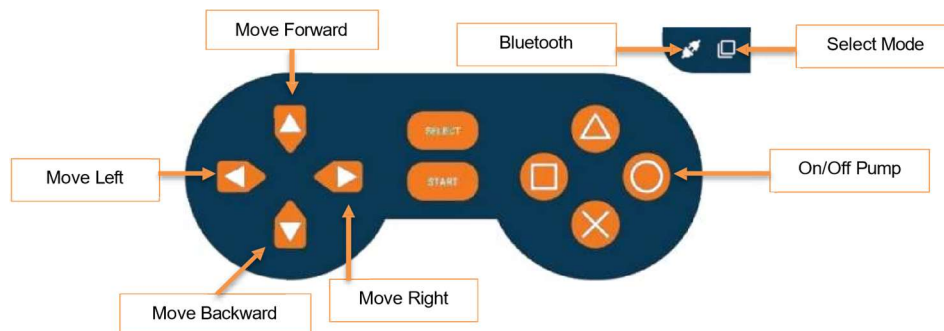 Move Forward
Bluetooth
Select Mode
SELECT
Move Left
START
On/Off Pump
Move Backward
Move Right